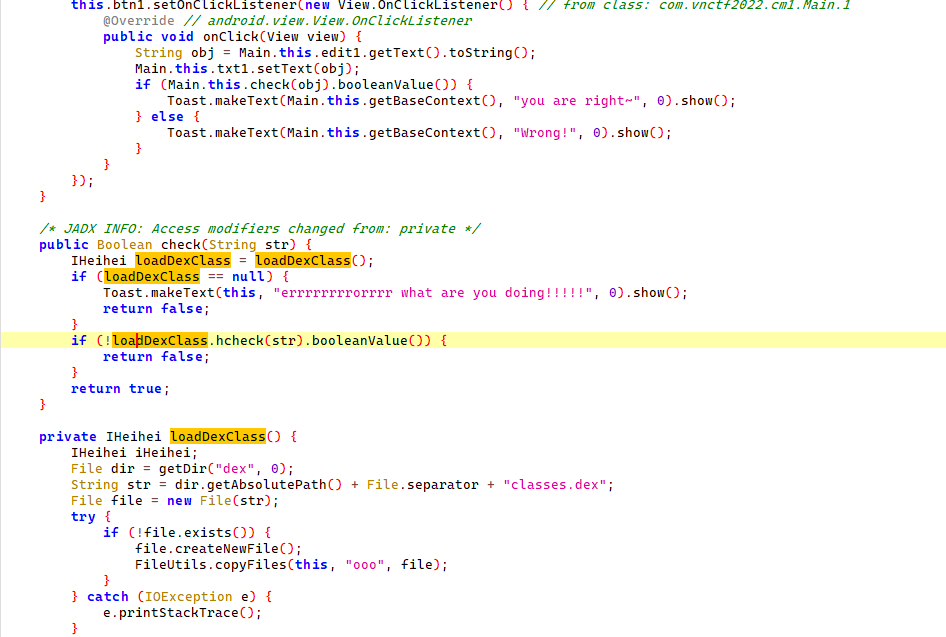 this.btn1.setOnClickListener(new View.OnClickListener() { // from class: com.vnctf2022.cm1.Main.1
@Override // android.view.View.OnClickListener
public void onClick(View view) {
String obj = Main.this.edit1.getText().toString();
Main.this.txt1.setText(obj);
if (Main.this.check(obj).booleanValue()) {
Toast.makeText(Main.this.getBaseContext(), "you are right~", 0).show();
} else {
Toast.makeText(Main.this.getBaseContext(), "Wrong!", 0).show();
}
}
});
}
/* JADX INFO: Access modifiers changed from: private */
public Boolean check(String str) {
IHeihei loadDexClass = loadDexClass();
if (loadDexClass == null) {
Toast.makeText(this, "errrrrrrrorrrr what are you doing!!!!!", 0).show();
return false;
}
if (!loadDexClass.hcheck(str).booleanValue()) {
return false;
}
return true;
}
private IHeihei loadDexClass() {
IHeihei iHeihei;
File dir = getDir("dex", 0);
String str = dir.getAbsolutePath() + File.separator + "classes.dex";
File file = new File(str);
try {
if (!file.exists()) {
file.createNewFile();
FileUtils.copyFiles(this, "ooo", file);
}
} catch (IOException e) {
e.printStackTrace();
}